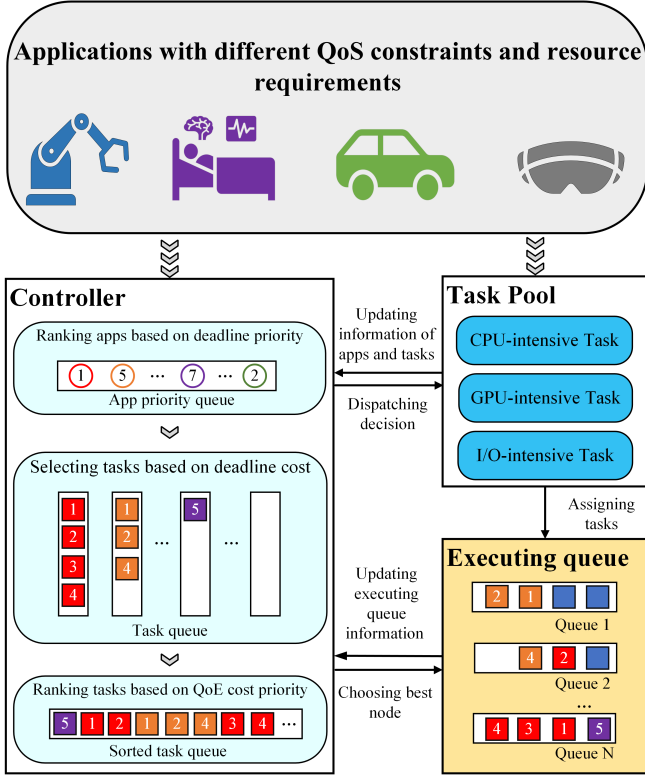 Applications with different QoS constraints and resource
requirements
Controller
Ranking apps based on deadline priority
1 5 ... 7 ... 2
App priority queue
Selecting tasks based on deadline cost
1 1 5
2 2
... ...
3 4
4
Task queue
Ranking tasks based on QoE cost priority
5 1 2 1 2 4 3 4 ...
Sorted task queue
Updating
information of
apps and tasks
Dispatching
decision
Task Pool
CPU-intensive Task
GPU-intensive Task
I/O-intensive Task
Assigning
tasks
Updating
executing
queue
information
Choosing best
node
Executing queue
2 1
Queue 1
4 2
Queue 2
...
4 3 1 5
Queue N